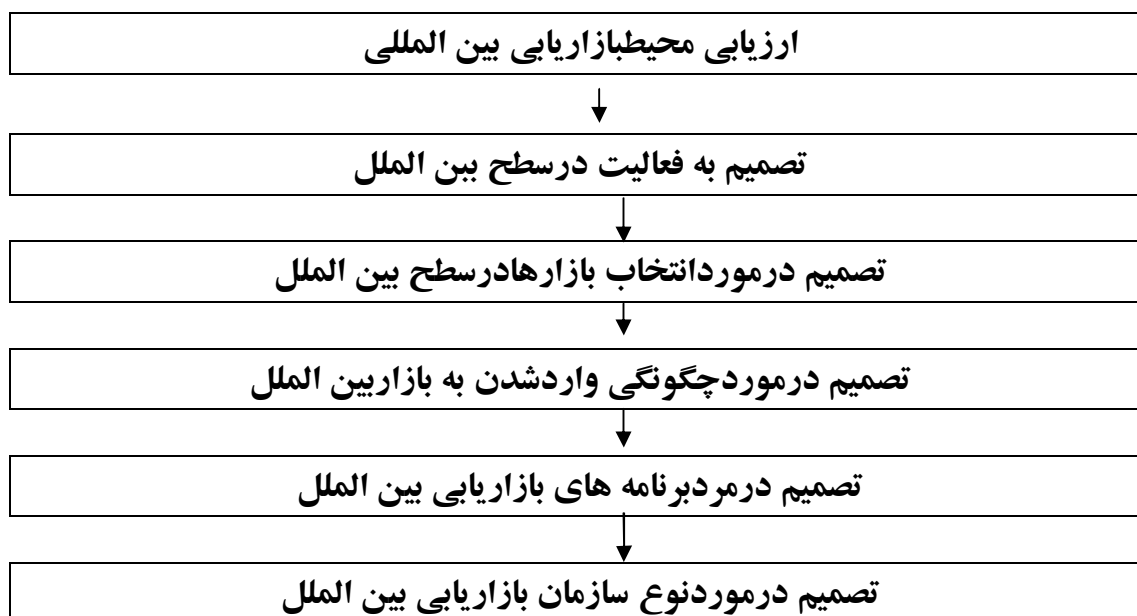 ارزیابی محیطبازاریابی بین المللی
تصمیم به فعالیت درسطح ببن الملل
تصمیم درموردانتخاب بازارهادرسطح بین الملل
تصمیم درموردچگونگی واردشدن به بازاربین الملل
تصمیم درمردبرنامه های بازاریابی بین الملل
تصمیم درموردنوع سازمان بازاریابی بین الملل